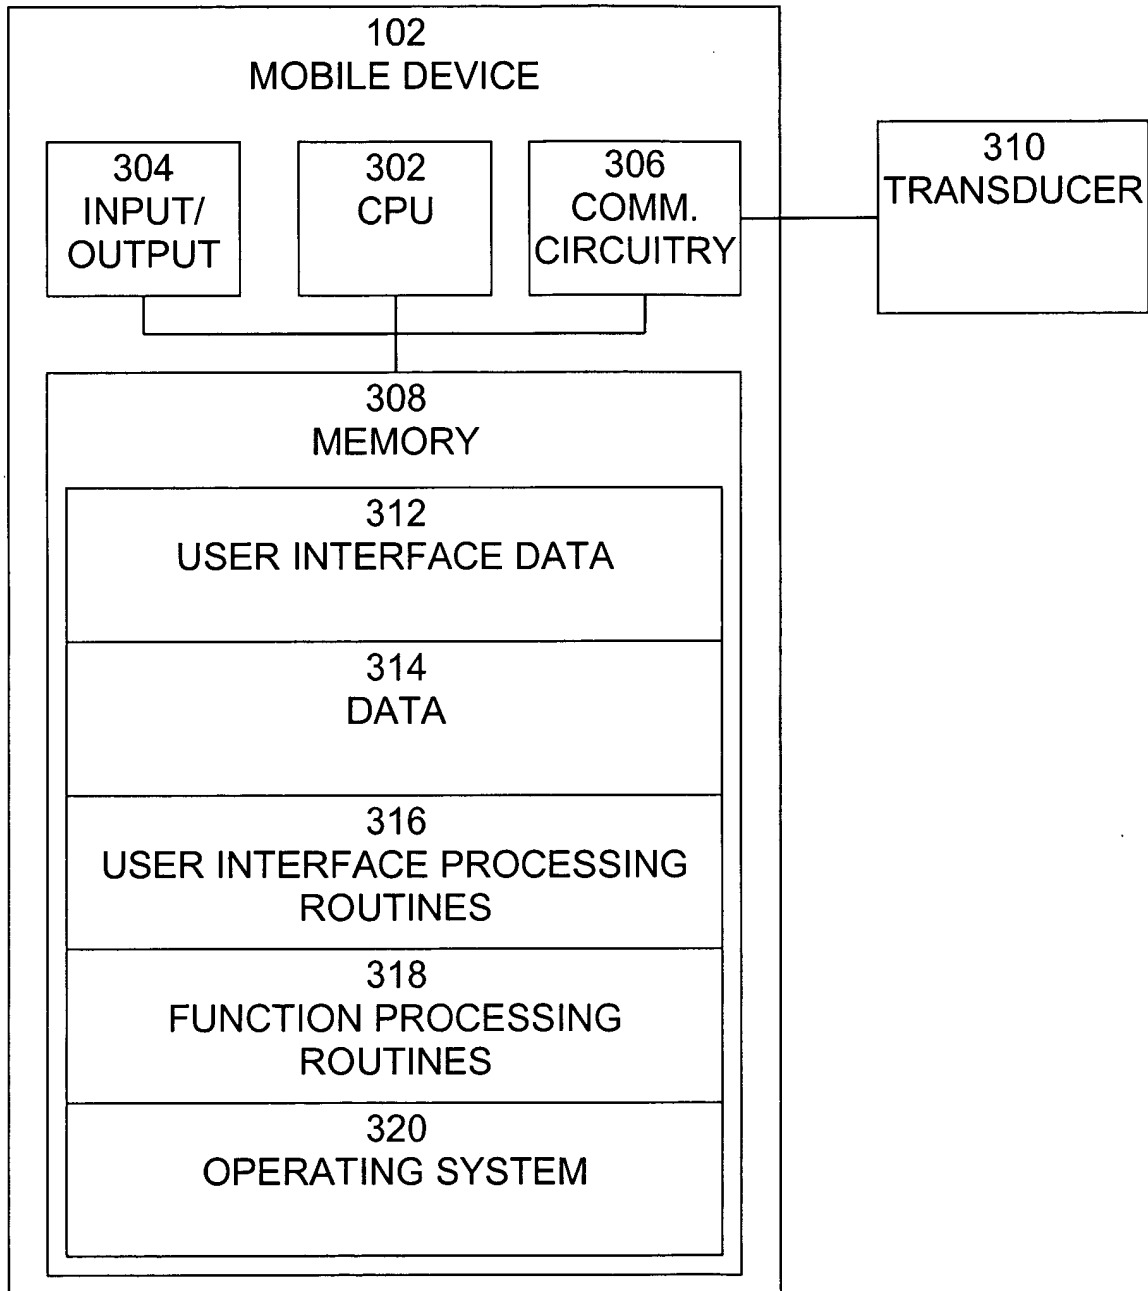 102
MOBILE DEVICE
304
INPUT/
OUTPUT
302
CPU
306
COMM.
CIRCUITRY
310
TRANSDUCER
308
MEMORY
312
USER INTERFACE DATA
314
DATA
316
USER INTERFACE PROCESSING
ROUTINES
318
FUNCTION PROCESSING
ROUTINES
320
OPERATING SYSTEM